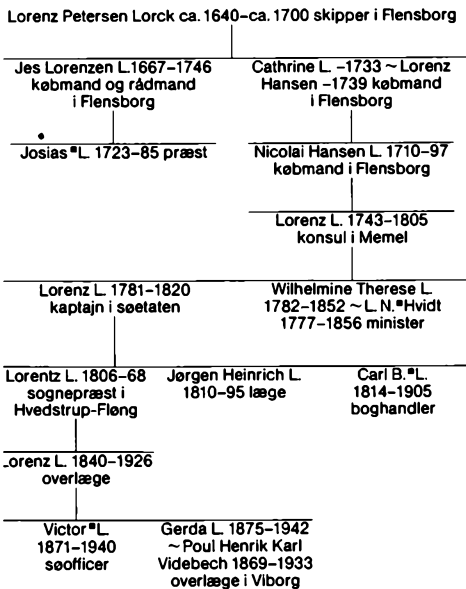 Lorenz Petersen Lorck ca. 1640–ca. 1700 skipper i Flensborg
Jes Lorenzen L.1667–1746
købmand og rådmand
i Flensborg
Cathrine L. –1733 ~ Lorenz
Hansen –1739 købmand
i Flensborg
Josias ■L. 1723–85 præst
Nicolai Hansen L. 1710–97
købmand i Flensborg
Lorenz L. 1743–1805
konsul i Memel
Lorenz L. 1781–1820
kaptajn i søetaten
Wilhelmine Therese L.
1782–1852 ~ L. N. ■Hvidt
1777–1856 minister
Lorentz L. 1806–68
sognepræst i
Hvedstrup-Fløng
Jørgen Heinrich L.
1810–95 læge
Carl B. ■L.
1814–1905
boghandler
Lorenz L. 1840–1926
overlæge
Victor ■L.
1871–1940
søofficer
Gerda L. 1875–1942
~ Poul Henrik Karl
Videbech 1869–1933
overlæge i Viborg